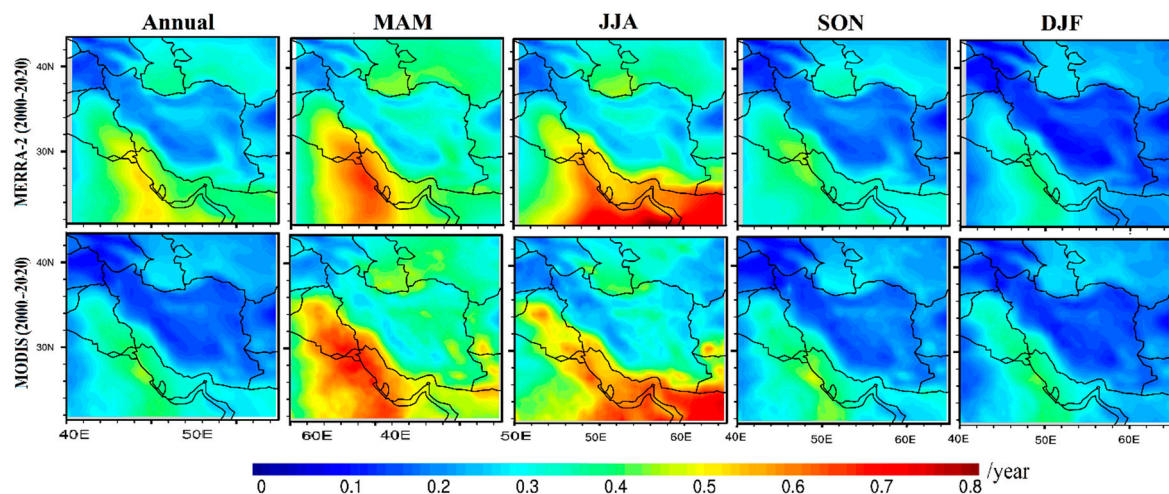 Annual MAM JJA SON DJF
MERRA-2 (2000-2020)
40N
30N
MODIS(2000-2020)
40N
30N
40E 50E 60E 40E 50E 50E 60E 50E 60E 40E 50E 60E
0 0.1 0.2 0.3 0.4 0.5 0.6 0.7 0.8 /year